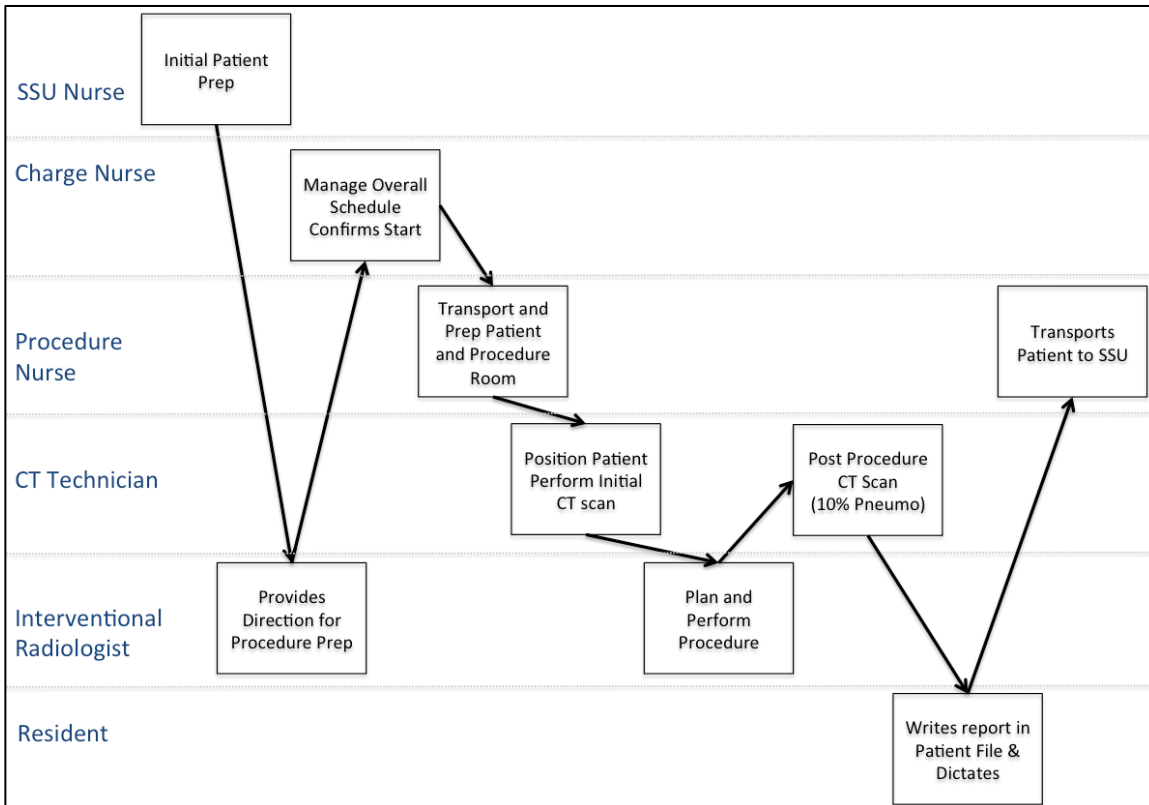 SSU Nurse
Initial Patient
Prep
Charge Nurse
Manage Overall
Schedule
Confirms Start
Procedure
Nurse
Transport and
Prep Patient
and Procedure
Room
Transports
Patient to SSU
CT Technician
Position Patient
Perform Initial
CT scan
Post Procedure
CT Scan
(10% Pneumo)
Interventional
Radiologist
Provides
Direction for
Procedure Prep
Plan and
Perform
Procedure
Resident
Writes report in
Patient File &
Dictates